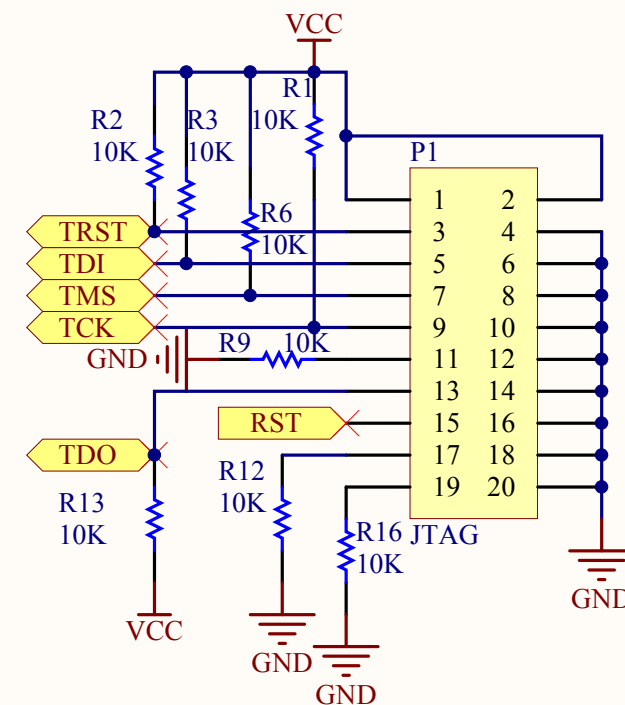 VCC
R1
10K
R2
10K
R3
10K
P1
R6
10K
TRST
TDI
TMS
TCK
1 2
3 4
5 6
7 8
9 10
11 12
13 14
15 16
17 18
19 20
GND
R9
10K
RST
TDO
R12
10K
R13
10K
R16
10K
JTAG
VCC
GND
GND
GND